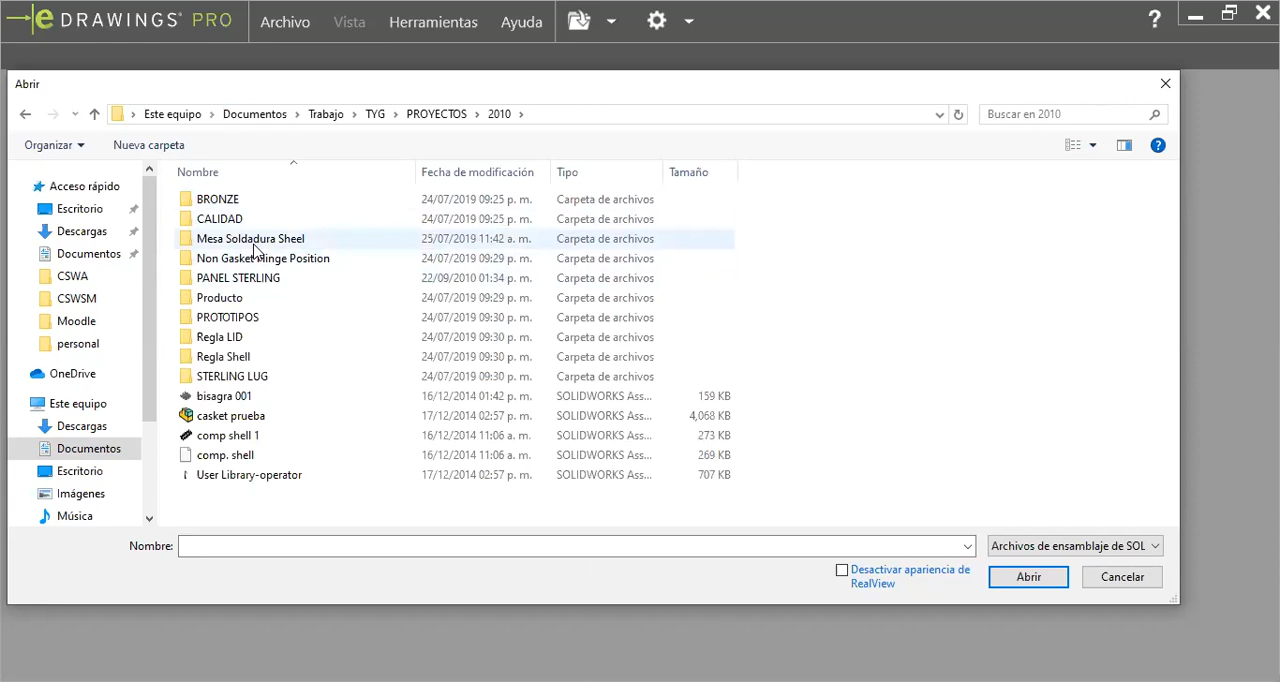 eDRAWINGS® PRO Archivo Vista Herramientas Ayuda ?
Abrir
Este equipo > Documentos > Trabajo > TYG > PROYECTOS > 2010 > Buscar en 2010
Organizar Nueva carpeta ?
Nombre Fecha de modificación Tipo Tamaño
Acceso rápido
Escritorio
Descargas
Documentos
CSWA
CSWSM
Moodle
personal
OneDrive
Este equipo
Descargas
Documentos
Escritorio
Imágenes
Música
BRONZE 24/07/2019 09:25 p. m. Carpeta de archivos
CALIDAD 24/07/2019 09:25 p. m. Carpeta de archivos
Mesa Soldadura Sheel 25/07/2019 11:42 a. m. Carpeta de archivos
Non Gasket Hinge Position 24/07/2019 09:29 p. m. Carpeta de archivos
PANEL STERLING 22/09/2010 01:34 p. m. Carpeta de archivos
Producto 24/07/2019 09:29 p. m. Carpeta de archivos
PROTOTIPOS 24/07/2019 09:30 p. m. Carpeta de archivos
Regla LID 24/07/2019 09:30 p. m. Carpeta de archivos
Regla Shell 24/07/2019 09:30 p. m. Carpeta de archivos
STERLING LUG 24/07/2019 09:30 p. m. Carpeta de archivos
bisagra 001 16/12/2014 01:42 p. m. SOLIDWORKS Ass... 159 KB
casket prueba 17/12/2014 02:57 p. m. SOLIDWORKS Ass... 4,068 KB
comp shell 1 16/12/2014 11:06 a. m. SOLIDWORKS Ass... 273 KB
comp. shell 16/12/2014 11:06 a. m. SOLIDWORKS Ass... 269 KB
User Library-operator 17/12/2014 02:57 p. m. SOLIDWORKS Ass... 707 KB
Nombre: Archivos de ensamblaje de SOL
Desactivar apariencia de
RealView
Abrir Cancelar